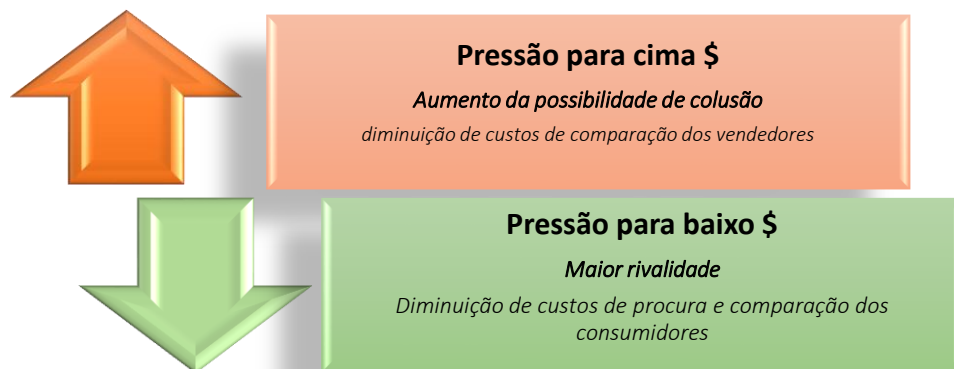 Pressão para cima $
Aumento da possibilidade de colusão
diminuição de custos de comparação dos vendedores
Pressão para baixo $
Maior rivalidade
Diminuição de custos de procura e comparação dos
consumidores